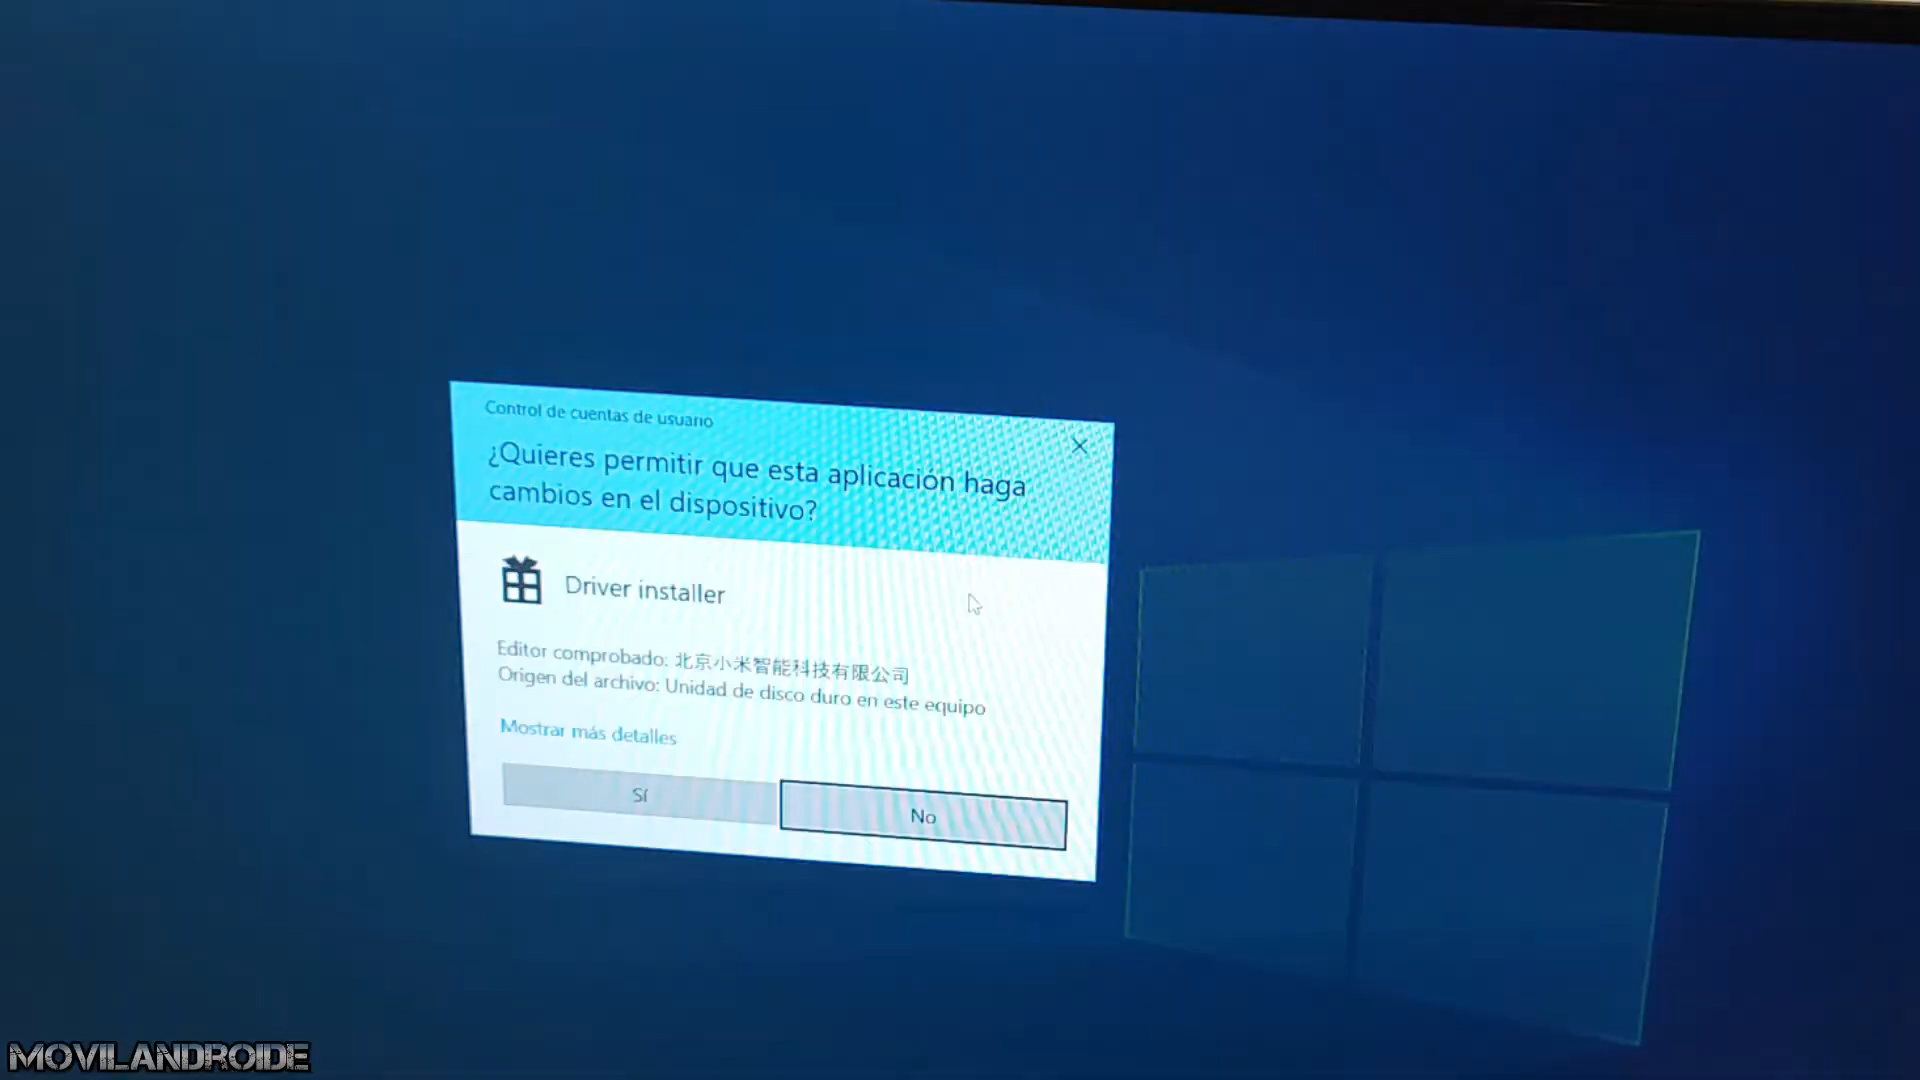 Control de cuentas de usuario
¿Quieres permitir que esta aplicación haga
cambios en el dispositivo?
Driver installer
Editor comprobado: 北京小米智能科技有限公司
Origen del archivo: Unidad de disco duro en este equipo
Mostrar más detalles
Sí
No
MOVILANDROIDE